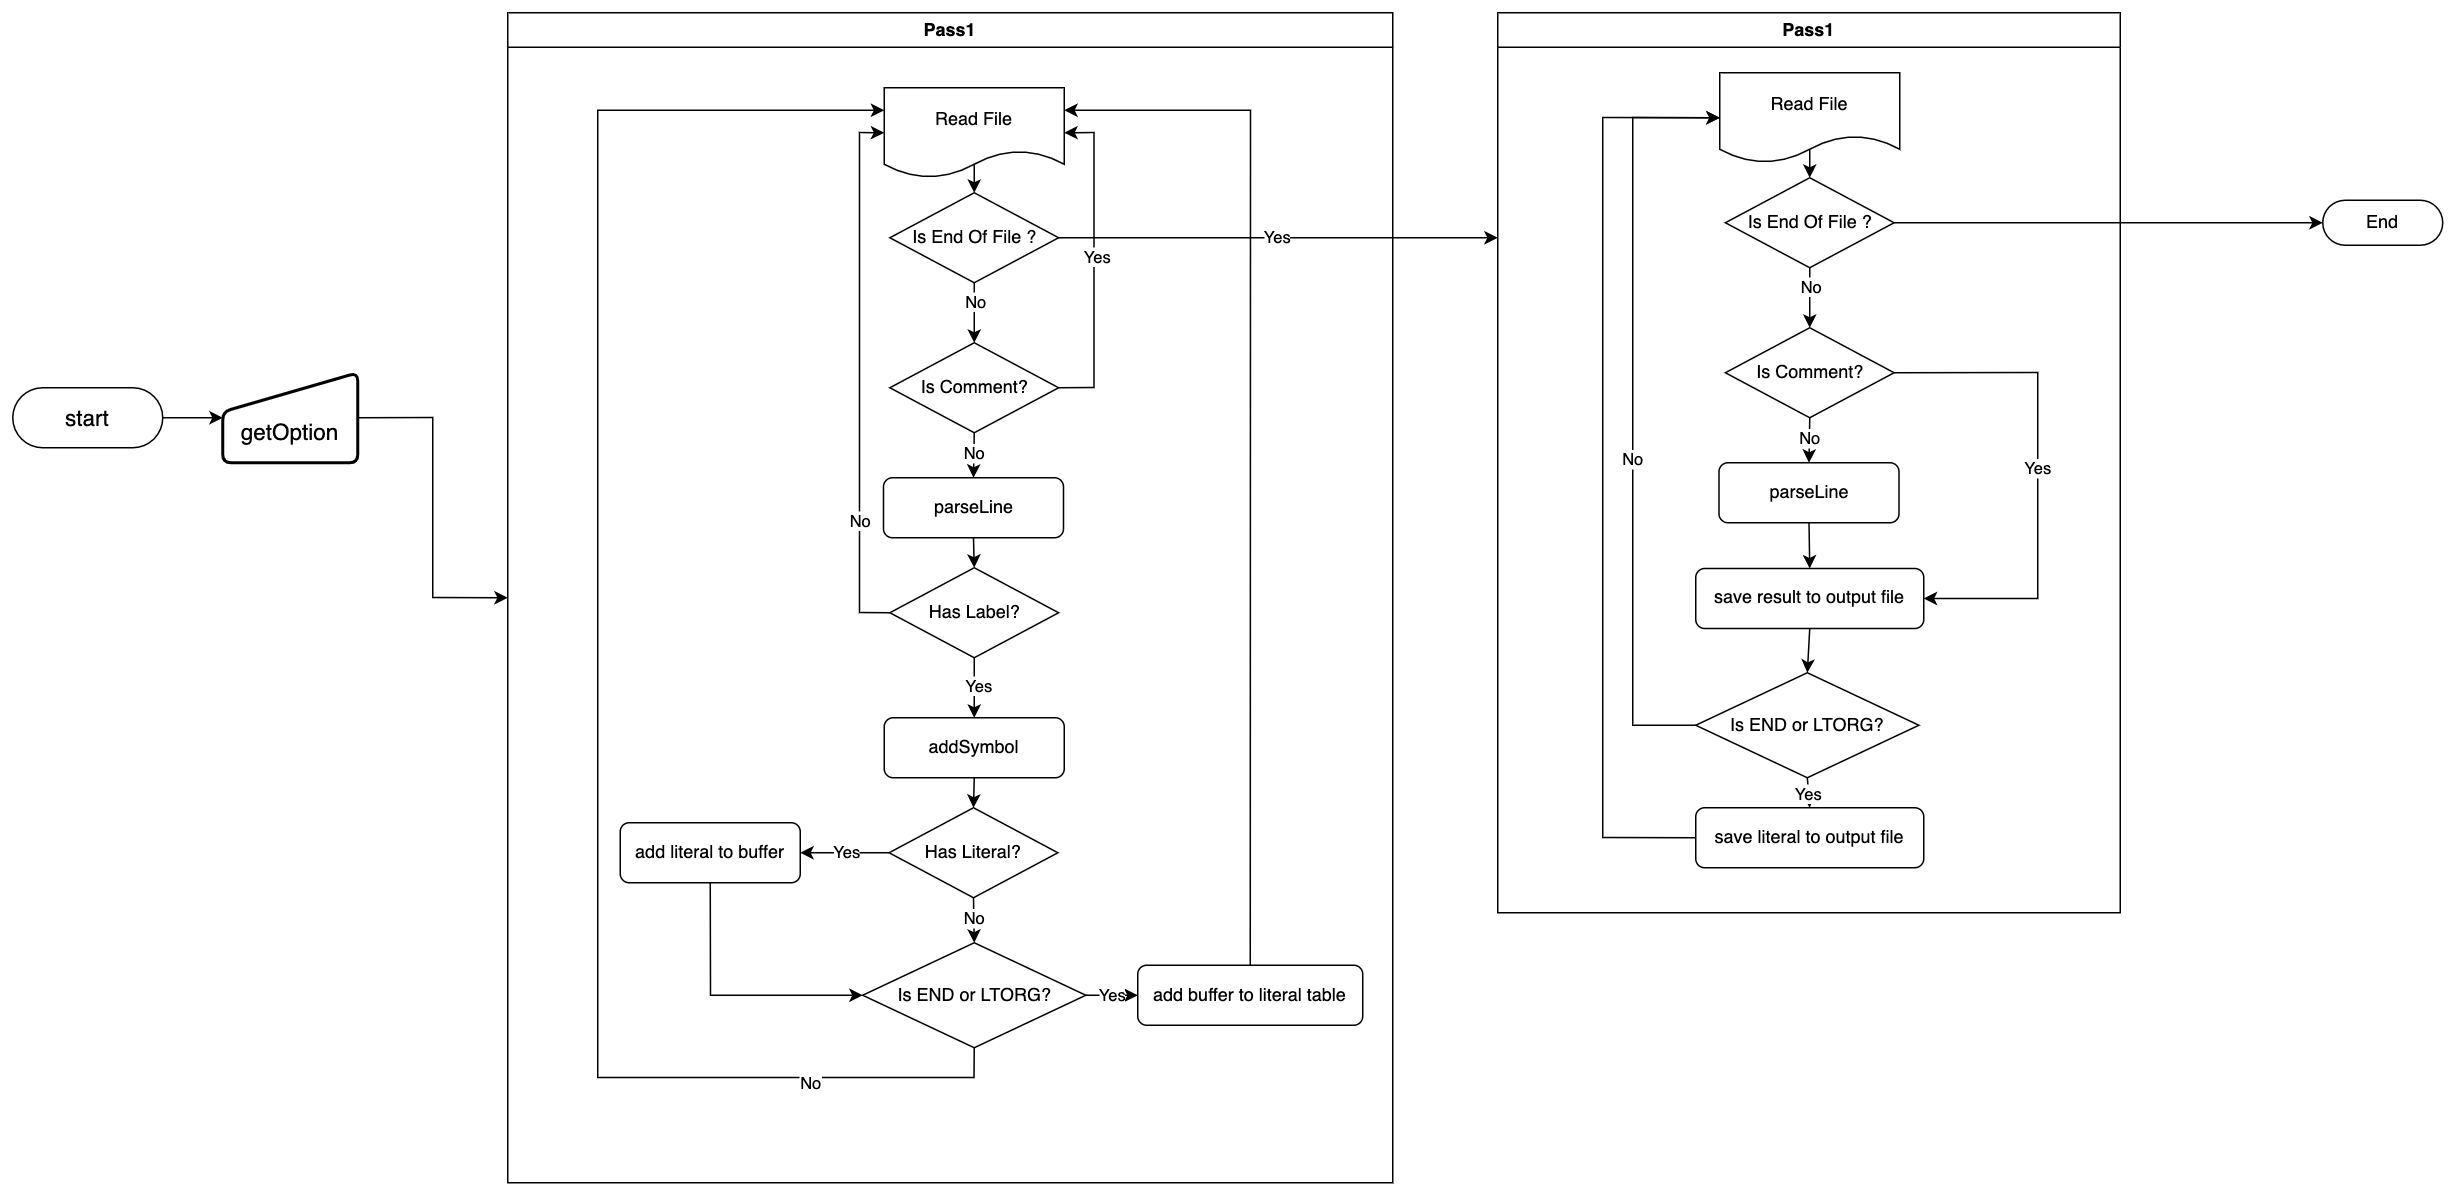 start
getOption
Pass1
Read File
Is End Of File ?
Yes
No
Yes
Is Comment?
No
parseLine
No
Has Label?
Yes
addSymbol
Has Literal?
Yes
add literal to buffer
No
Is END or LTORG?
Yes
add buffer to literal table
No
Pass1
Read File
Is End Of File ?
No
Is Comment?
Yes
No
parseLine
save result to output file
No
Is END or LTORG?
Yes
save literal to output file
End